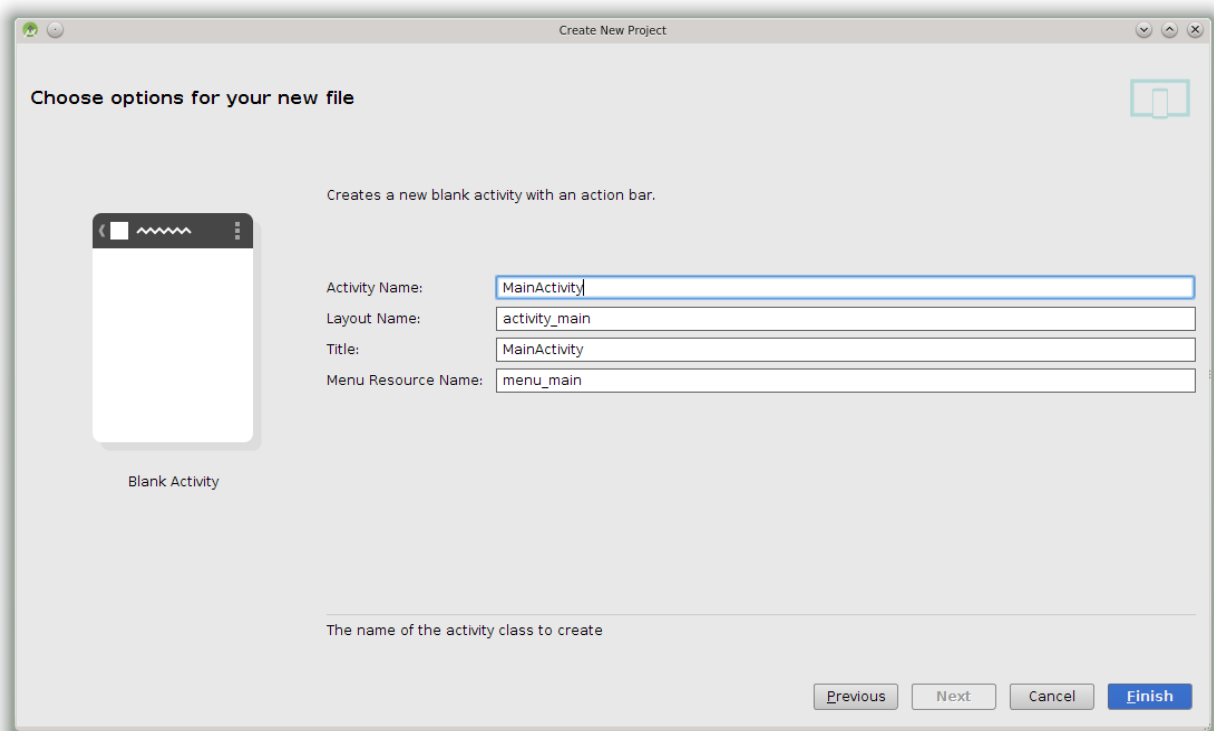 Create New Project
Choose options for your new file
Creates a new blank activity with an action bar.
Activity Name: MainActivity
Layout Name: activity_main
Title: MainActivity
Menu Resource Name: menu_main
Blank Activity
The name of the activity class to create
Previous Next Cancel Finish